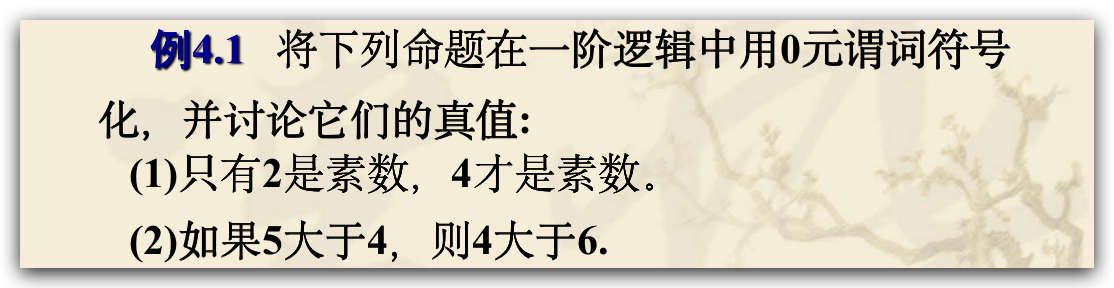 例4.1 将下列命题在一阶逻辑中用0元谓词符号
化，并讨论它们的真值:
(1)只有2是素数，4才是素数。
(2)如果5大于4，则4大于6.